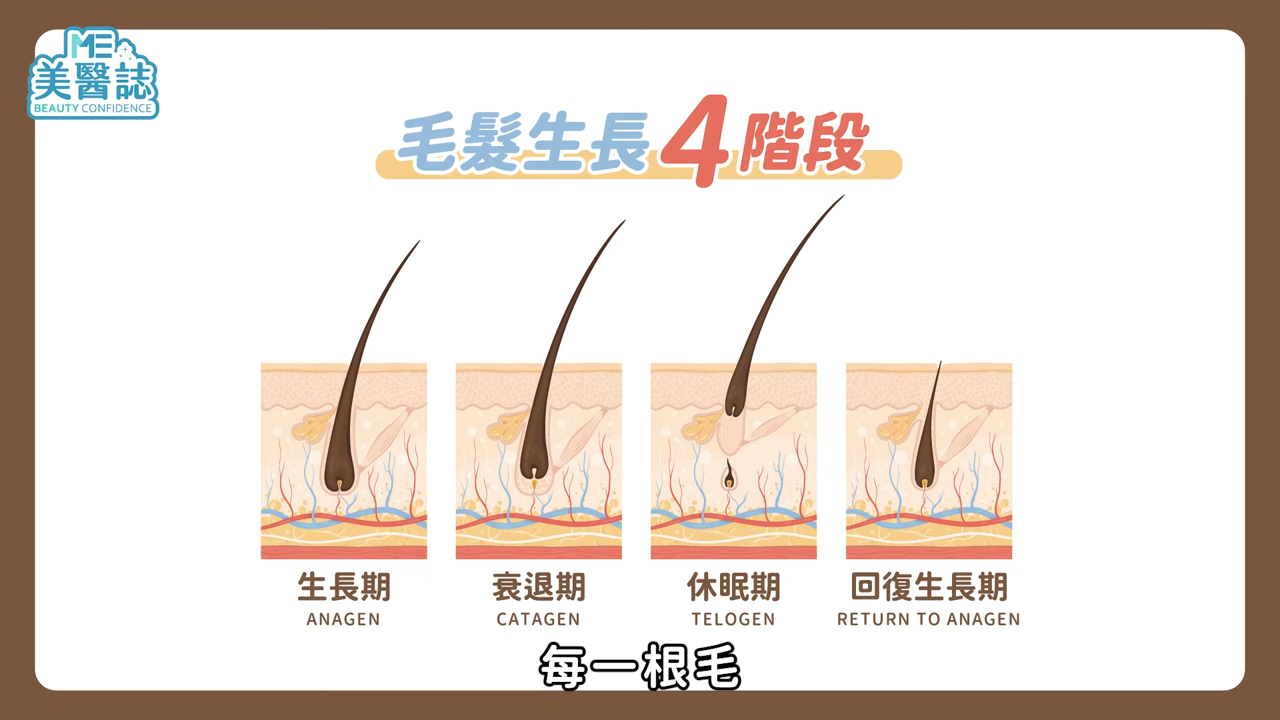 ME
美醫誌
BEAUTY CONFIDENCE
毛髮生長4階段
生長期
ANAGEN
衰退期
CATAGEN
休眠期
TELOGEN
回復生長期
RETURN TO ANAGEN
每一根毛